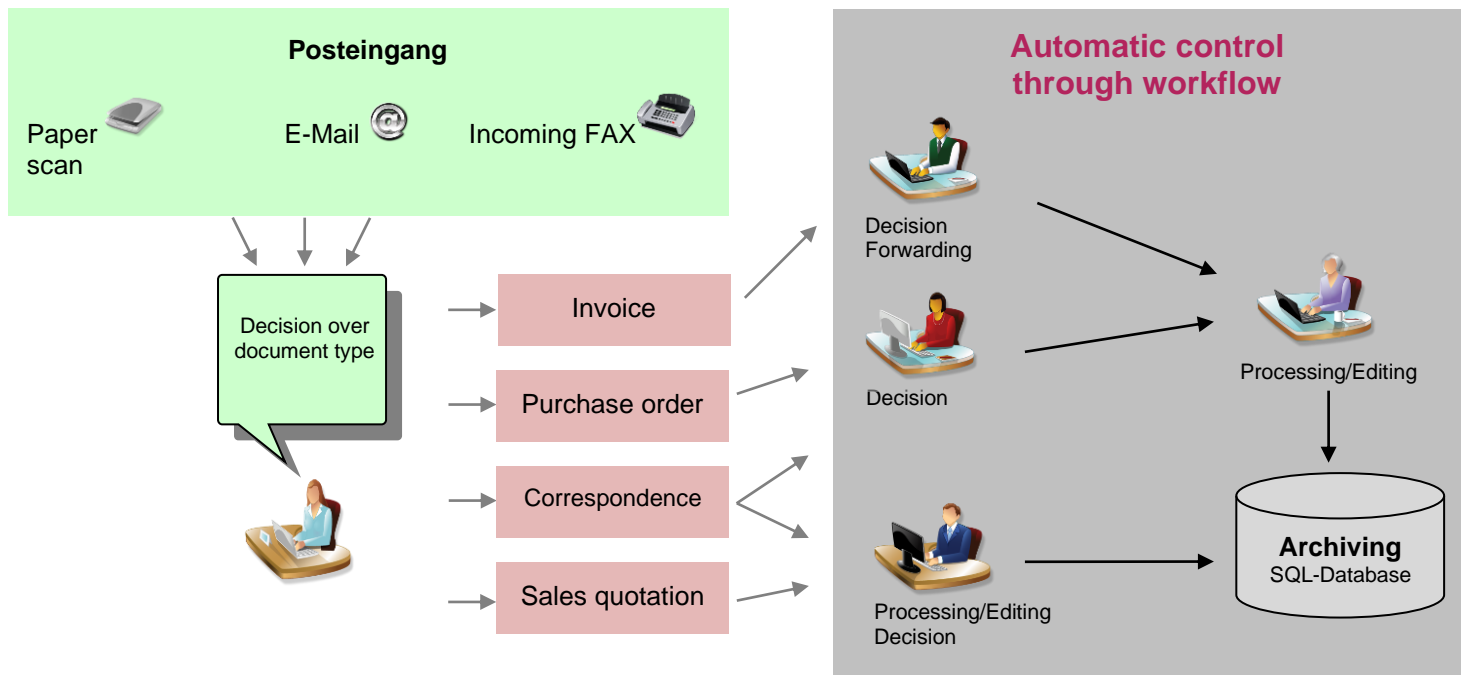 Posteingang
Paper
scan
E-Mail
Incoming FAX
Decision over
document type
Invoice
Purchase order
Correspondence
Sales quotation
Automatic control
through workflow
Decision
Forwarding
Decision
Processing/Editing
Processing/Editing
Decision
Archiving
SQL-Database